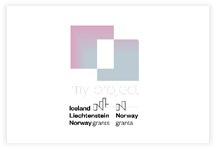 my project
Iceland
Liechtenstein
Norway grants
Norway
grants